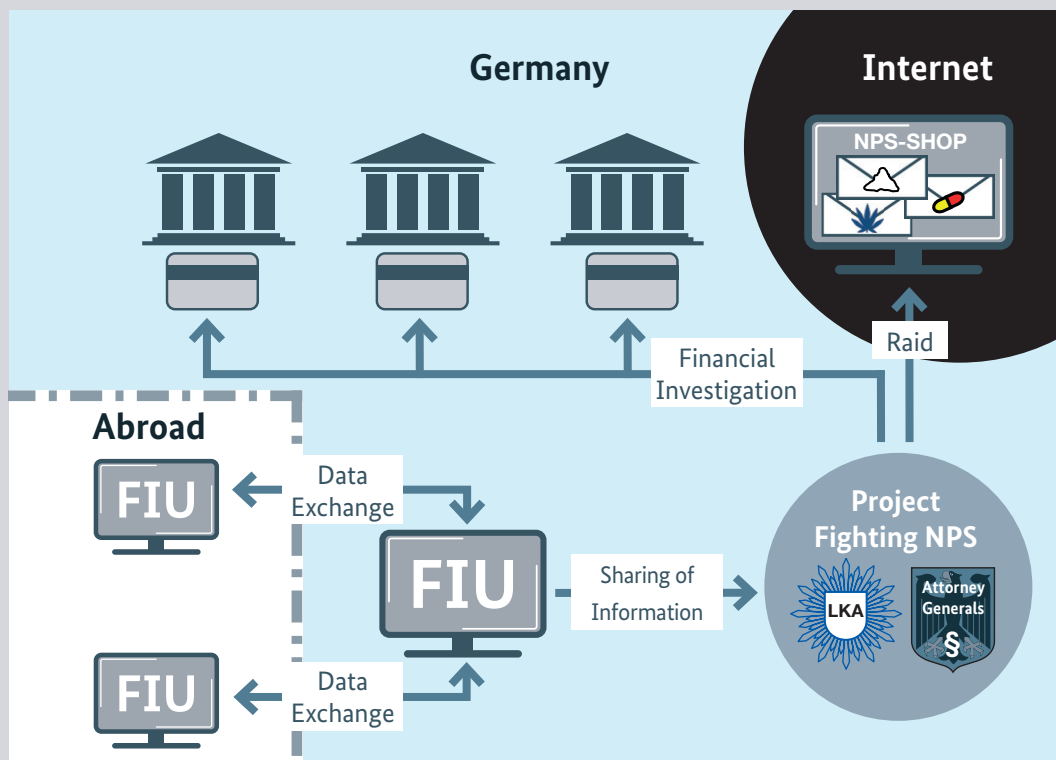 Germany
Internet
NPS-SHOP
Raid
Financial
Investigation
Abroad
FIU
Data
Exchange
FIU
Sharing of
Information
Project
Fighting NPS
LKA
Attorney
Generals
§
FIU
Data
Exchange